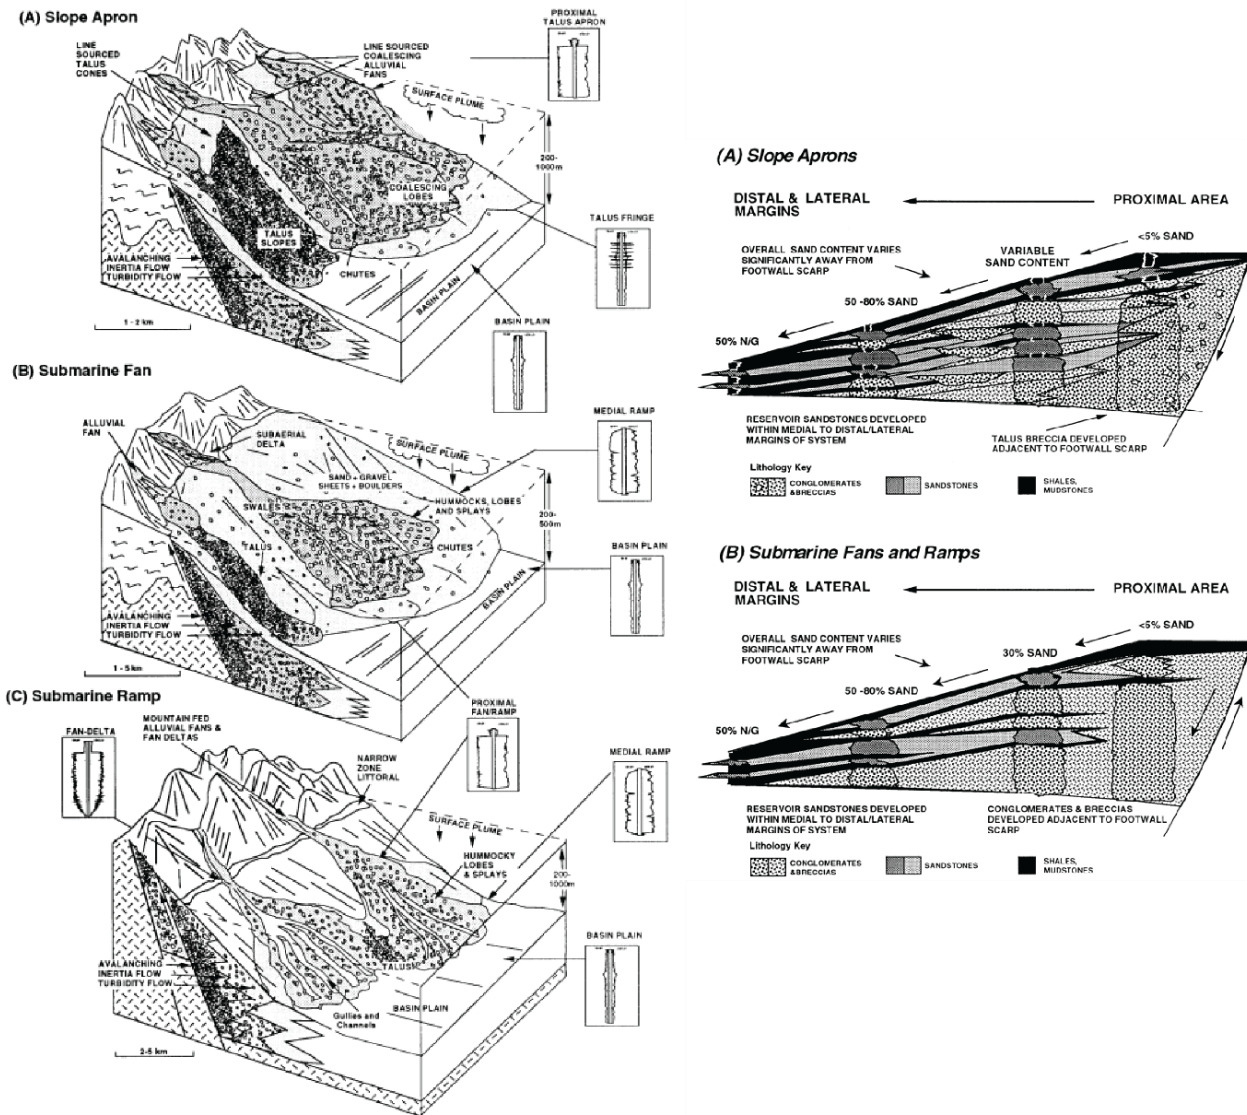 (A) Slope Apron
PROXIMAL
TALUS APRON
LINE
SOURCED
TALUS
CONES
LINE SOURCED
COALESCING
ALLUVIAL
FANS
SURFACE PLUME
200-
1000m
COALESCING
LOBES
TALUS FRINGE
TALUS
SLOPES
AVALANCHING
INERTIA FLOW
TURBIDITY FLOW
CHUTES
BASIN PLAIN
1 - 2 km
BASIN PLAIN
(B) Submarine Fan
MEDIAL RAMP
ALLUVIAL
FAN
SUBAERIAL
DELTA
SURFACE PLUME
SAND + GRAVEL
SHEETS + BOULDERS
HUMMOCKS, LOBES
AND SPLAYS
SWALES
200-
500m
TALUS
CHUTES
BASIN PLAIN
BASIN PLAIN
AVALANCHING
INERTIA FLOW
TURBIDITY FLOW
1 - 5 km
(C) Submarine Ramp
PROXIMAL
FAN/RAMP
MOUNTAIN FED
ALLUVIAL FANS &
FAN DELTAS
FAN-DELTA
NARROW
ZONE
LITTORAL
MEDIAL RAMP
SURFACE PLUME
HUMMOCKY
LOBES
& SPLAYS
200-
1000m
BASIN PLAIN
AVALANCHING
INERTIA FLOW
TURBIDITY FLOW
TALUS
BASIN PLAIN
Gullies and
Channels
2-5 km
(A) Slope Aprons
DISTAL & LATERAL
MARGINS
PROXIMAL AREA
<5% SAND
OVERALL SAND CONTENT VARIES
SIGNIFICANTLY AWAY FROM
FOOTWALL SCARP
VARIABLE
SAND CONTENT
50 -80% SAND
50% N/G
RESERVOIR SANDSTONES DEVELOPED
WITHIN MEDIAL TO DISTAL/LATERAL
MARGINS OF SYSTEM
TALUS BRECCIA DEVELOPED
ADJACENT TO FOOTWALL SCARP
Lithology Key
CONGLOMERATES
&BRECCIAS
SANDSTONES
SHALES,
MUDSTONES
(B) Submarine Fans and Ramps
DISTAL & LATERAL
MARGINS
PROXIMAL AREA
<5% SAND
OVERALL SAND CONTENT VARIES
SIGNIFICANTLY AWAY FROM
FOOTWALL SCARP
30% SAND
50 -80% SAND
50% N/G
RESERVOIR SANDSTONES DEVELOPED
WITHIN MEDIAL TO DISTAL/LATERAL
MARGINS OF SYSTEM
CONGLOMERATES & BRECCIAS
DEVELOPED ADJACENT TO FOOTWALL
SCARP
Lithology Key
CONGLOMERATES
&BRECCIAS
SANDSTONES
SHALES,
MUDSTONES